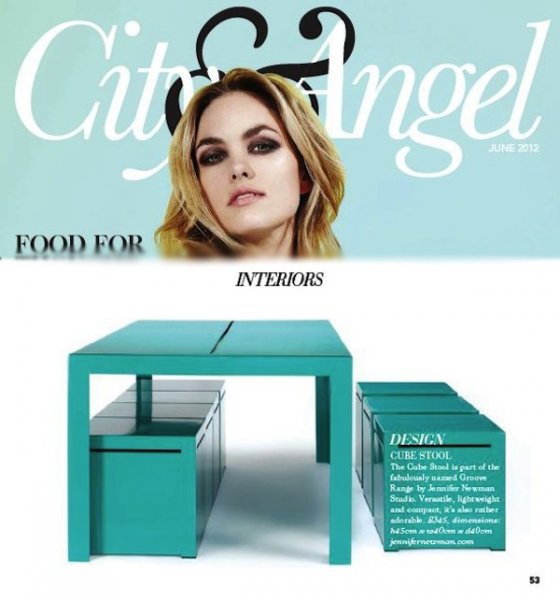 City & Angel
JUNE 2012
FOOD FOR
INTERIORS
DESIGN
CUBE STOOL
The Cube Stool is part of the
fabulously named Groove
Range by Jennifer Newman
Studio. Versatile, lightweight
and compact, it's also rather
adorable. £345, dimensions:
h45cm x w40cm x d40cm
jennifernewman.com
53